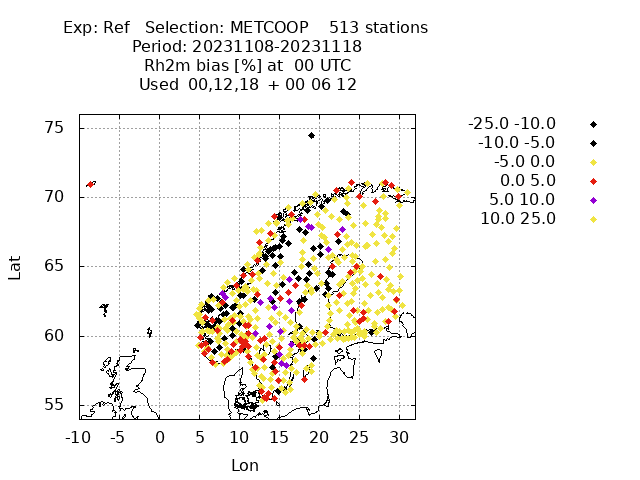 Exp: Ref   Selection: METCOOP    513 stations
Period: 20231108-20231118
Rh2m bias [%] at  00 UTC
Used  00,12,18  + 00 06 12
-25.0 -10.0
-10.0 -5.0
-5.0 0.0
0.0 5.0
5.0 10.0
10.0 25.0
75
70
65
60
55
Lat
-10 -5 0 5 10 15 20 25 30
Lon